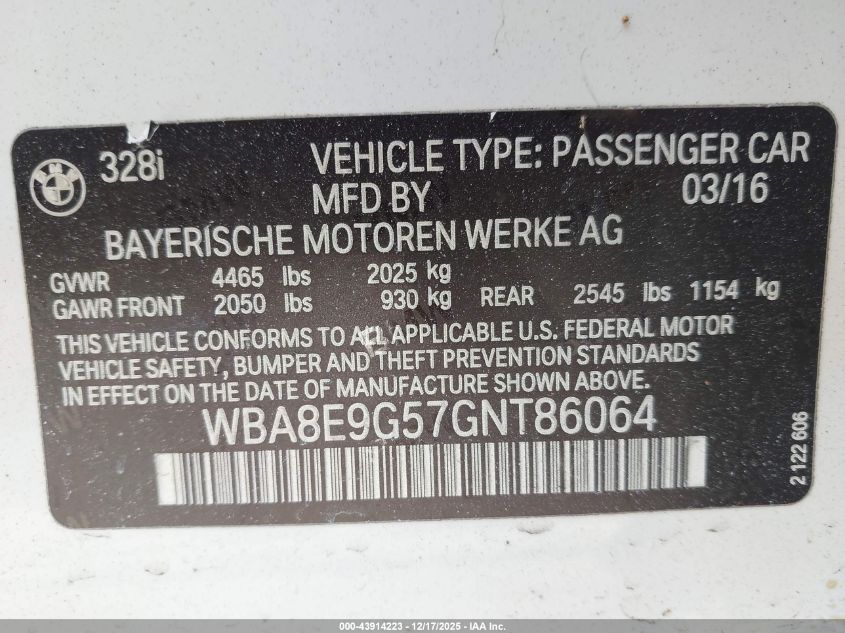 328i VEHICLE TYPE: PASSENGER CAR
MFD BY 03/16
BAYERISCHE MOTOREN WERKE AG
GVWR 4465 lbs 2025 kg
GAWR FRONT 2050 lbs 930 kg REAR 2545 lbs 1154 kg
THIS VEHICLE CONFORMS TO ALL APPLICABLE U.S. FEDERAL MOTOR
VEHICLE SAFETY, BUMPER AND THEFT PREVENTION STANDARDS
IN EFFECT ON THE DATE OF MANUFACTURE SHOWN ABOVE.
WBA8E9G57GNT86064
2 122 606
000-43914223 - 12/17/2025 - IAA Inc.